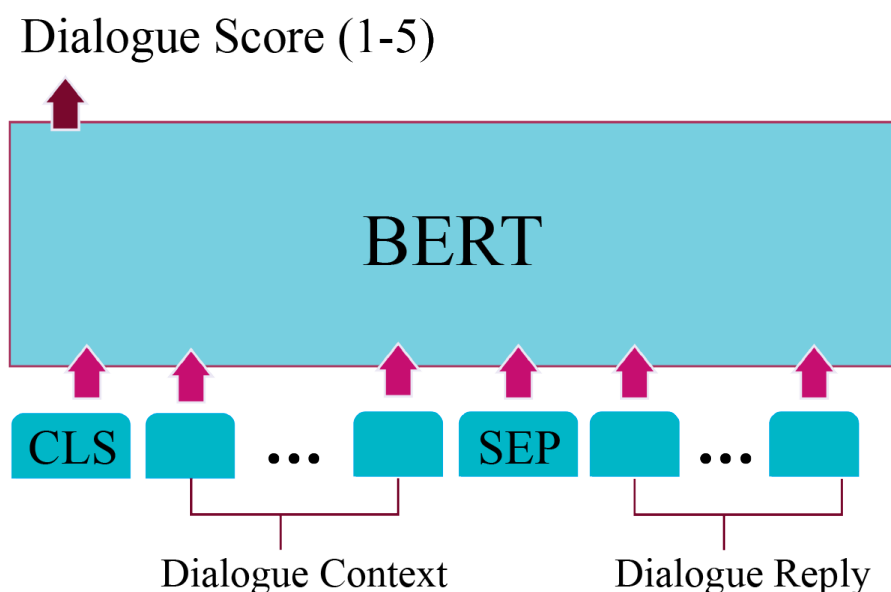 Dialogue Score (1-5)
BERT
CLS ... SEP ...
Dialogue Context Dialogue Reply